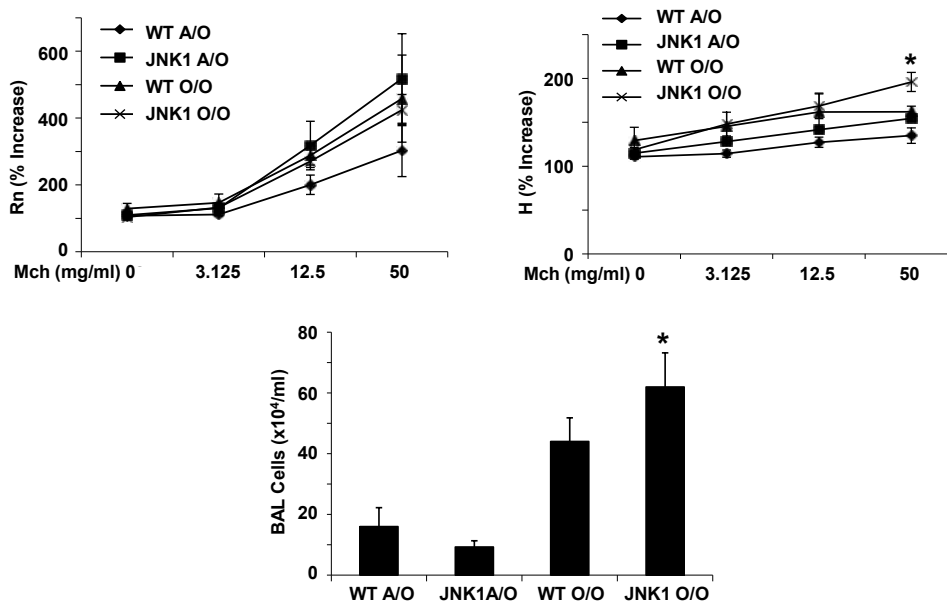 WT A/O
JNK1 A/O
WT O/O
JNK1 O/O
Rn (% Increase)
600
400
200
0
Mch (mg/ml) 0 3.125 12.5 50
WT A/O
JNK1 A/O
WT O/O
JNK1 O/O
*
H (% Increase)
200
100
0
Mch (mg/ml) 0 3.125 12.5 50
BAL Cells (x10⁴/ml)
80
60
40
20
0
*
WT A/O JNK1A/O WT O/O JNK1 O/O